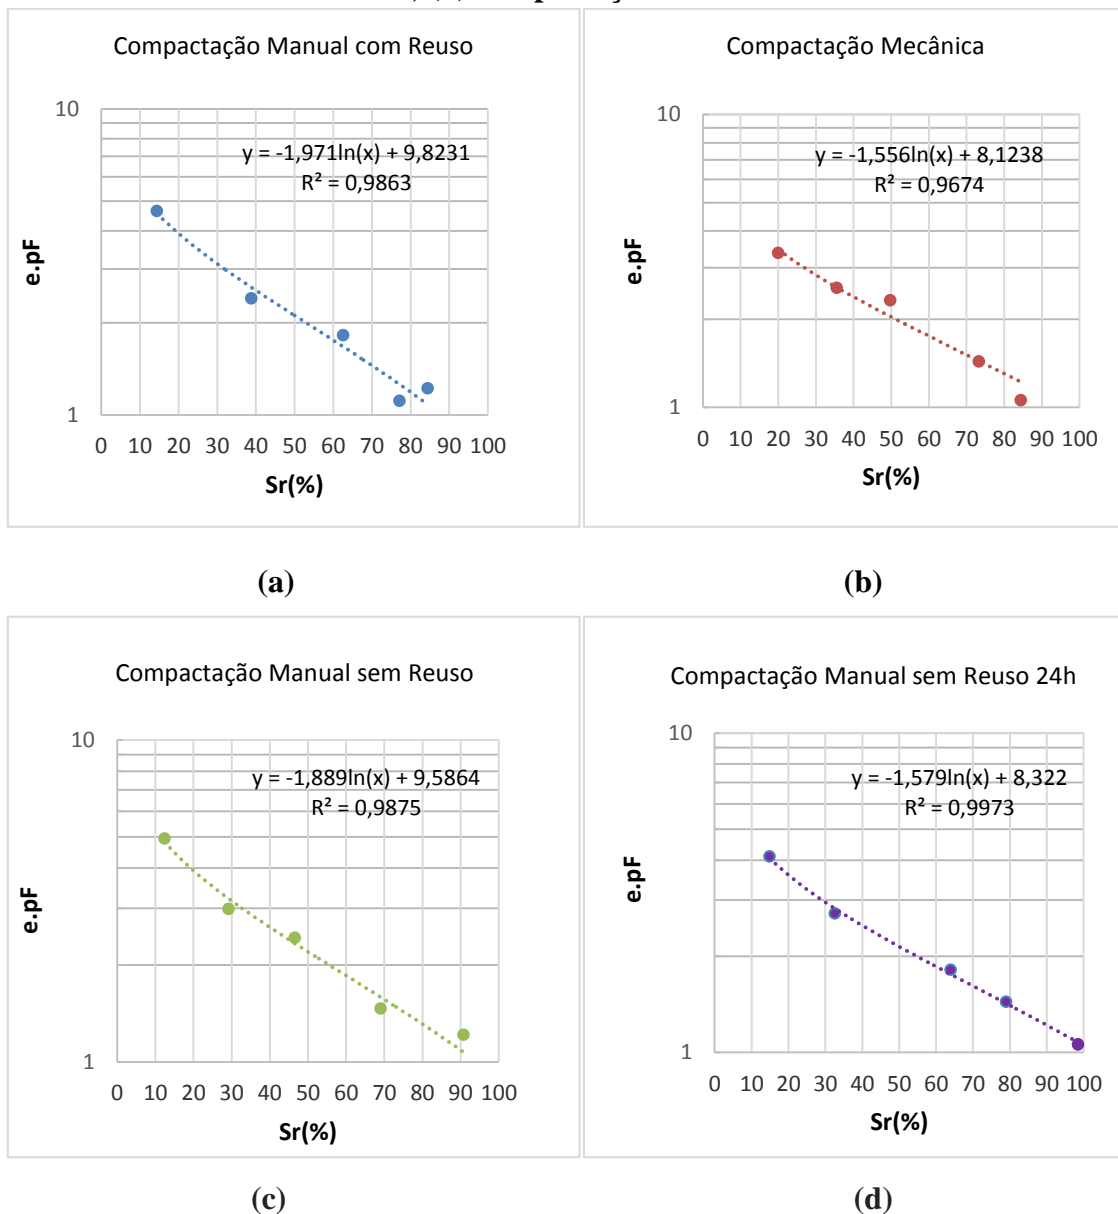 Compactação Manual com Reuso
10
y = -1,971ln(x) + 9,8231
R² = 0,9863
e.pF
1
0 10 20 30 40 50 60 70 80 90 100
Sr(%)
(a)
Compactação Mecânica
10
y = -1,556ln(x) + 8,1238
R² = 0,9674
e.pF
1
0 10 20 30 40 50 60 70 80 90 100
Sr(%)
(b)
Compactação Manual sem Reuso
10
y = -1,889ln(x) + 9,5864
R² = 0,9875
e.pF
1
0 10 20 30 40 50 60 70 80 90 100
Sr(%)
(c)
Compactação Manual sem Reuso 24h
10
y = -1,579ln(x) + 8,322
R² = 0,9973
e.pF
1
0 10 20 30 40 50 60 70 80 90 100
Sr(%)
(d)